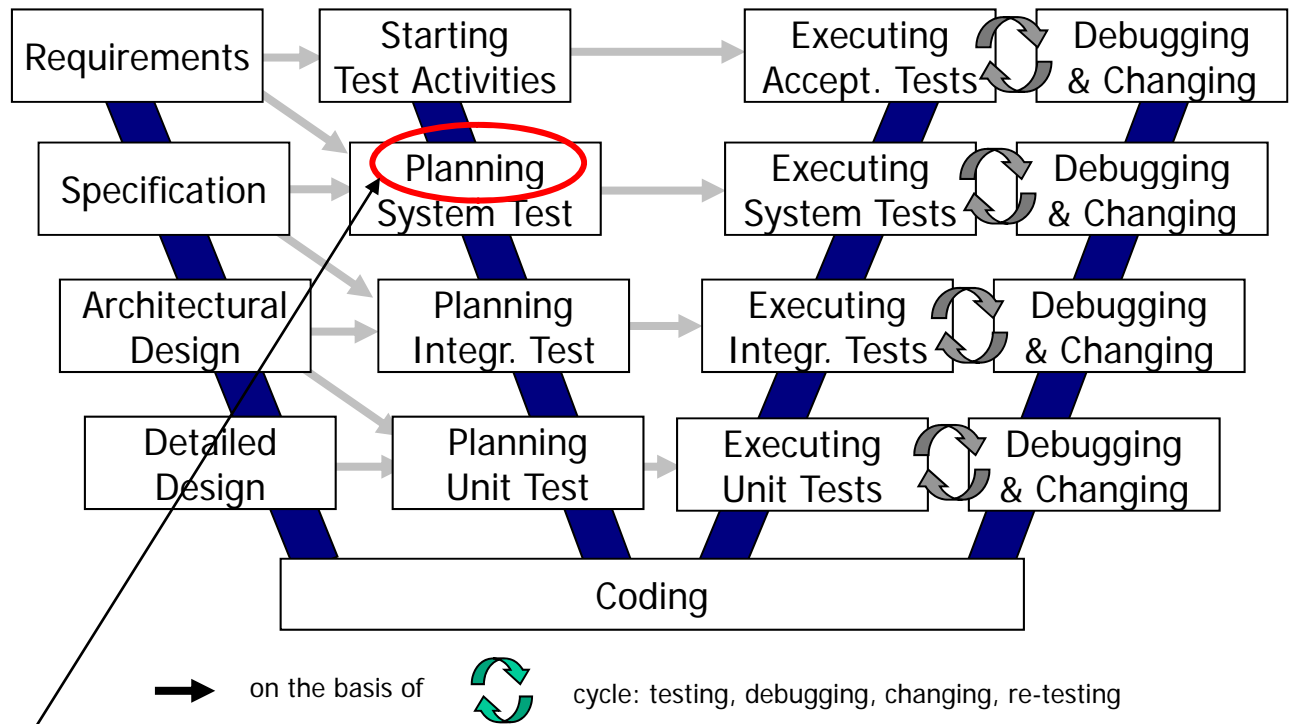 Requirements
Starting
Test Activities
Executing
Accept. Tests
Debugging
& Changing
Specification
Planning
System Test
Executing
System Tests
Debugging
& Changing
Architectural
Design
Planning
Integr. Test
Executing
Integr. Tests
Debugging
& Changing
Detailed
Design
Planning
Unit Test
Executing
Unit Tests
Debugging
& Changing
Coding
on the basis of
cycle: testing, debugging, changing, re-testing